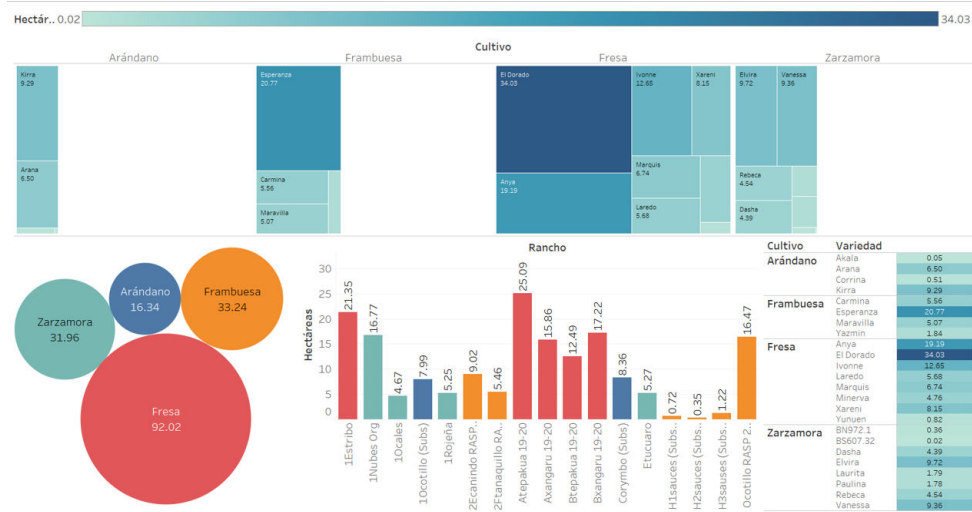 Hectár.. 0.02 34.03
Cultivo
Arándano Frambuesa Fresa Zarzamora
Kirra
9.29
Arana
6.50
Esperanza
20.77
Carmina
5.56
Maravilla
5.07
El Dorado
34.03
Anya
19.19
Ivonne
12.65
Xareni
8.15
Marquis
6.74
Laredo
5.68
Elvira
9.72
Vanessa
9.36
Rebeca
4.54
Dasha
4.39
Zarzamora
31.96
Arándano
16.34
Frambuesa
33.24
Fresa
92.02
Rancho
Hectáreas
30
25
20
15
10
5
0
21.35
16.77
4.67
7.99
5.25
9.02
5.46
25.09
15.86
12.49
17.22
8.36
5.27
0.72
0.35
1.22
16.47
1Estribo
1Nubes Org
1Ocales
1Ocotillo (Subs)
1Rojeña
2Ecanindo RASP..
2Ftanaquillo RA..
Atepakua 19-20
Axangaru 19-20
Btepakua 19-20
Bxangaru 19-20
Corymbo (Subs)
Etucuaro
H1sauces (Subs..
H2sauces (Subs..
H3sauses (Subs..
Ocotillo RASP 2..
Cultivo Variedad
Arándano Akala 0.05
Arana 6.50
Corrina 0.51
Kirra 9.29
Frambuesa Carmina 5.56
Esperanza 20.77
Maravilla 5.07
Yazmin 1.84
Fresa Anya 19.19
El Dorado 34.03
Ivonne 12.65
Laredo 5.68
Marquis 6.74
Minerva 4.76
Xareni 8.15
Yunuen 0.82
Zarzamora BN972.1 0.36
BS607.32 0.02
Dasha 4.39
Elvira 9.72
Laurita 1.79
Paulina 1.78
Rebeca 4.54
Vanessa 9.36